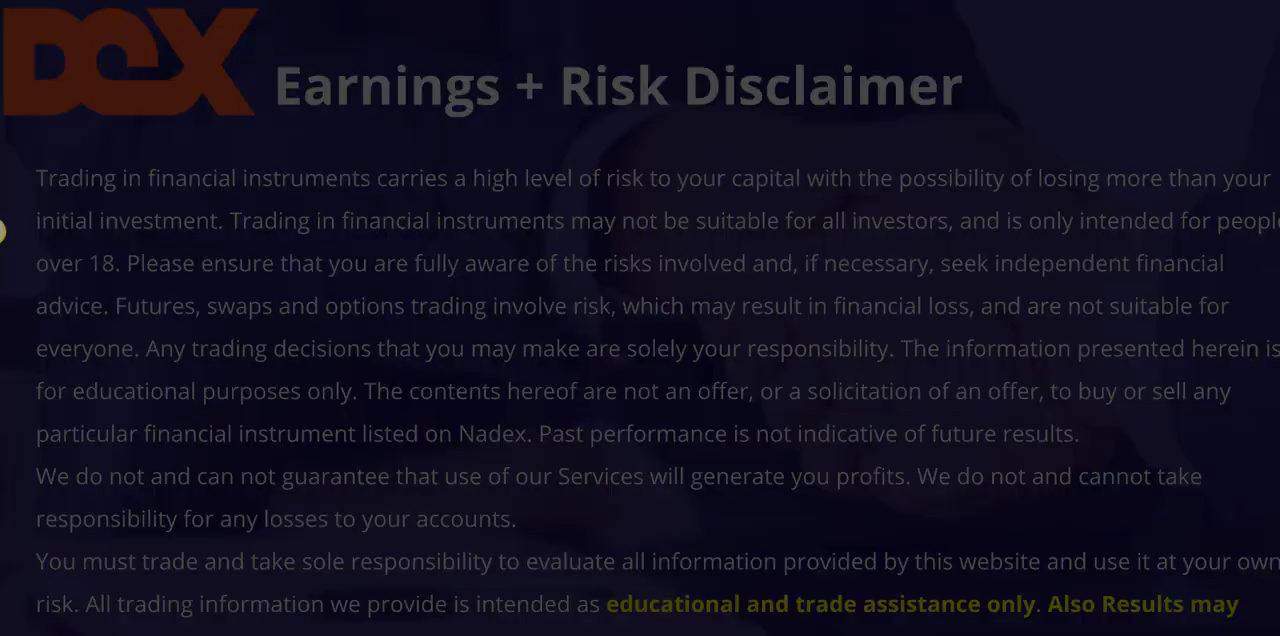 DEX
Earnings + Risk Disclaimer
Trading in financial instruments carries a high level of risk to your capital with the possibility of losing more than your
initial investment. Trading in financial instruments may not be suitable for all investors, and is only intended for people
over 18. Please ensure that you are fully aware of the risks involved and, if necessary, seek independent financial
advice. Futures, swaps and options trading involve risk, which may result in financial loss, and are not suitable for
everyone. Any trading decisions that you may make are solely your responsibility. The information presented herein is
for educational purposes only. The contents hereof are not an offer, or a solicitation of an offer, to buy or sell any
particular financial instrument listed on Nadex. Past performance is not indicative of future results.
We do not and can not guarantee that use of our Services will generate you profits. We do not and cannot take
responsibility for any losses to your accounts.
You must trade and take sole responsibility to evaluate all information provided by this website and use it at your own
risk. All trading information we provide is intended as educational and trade assistance only. Also Results may